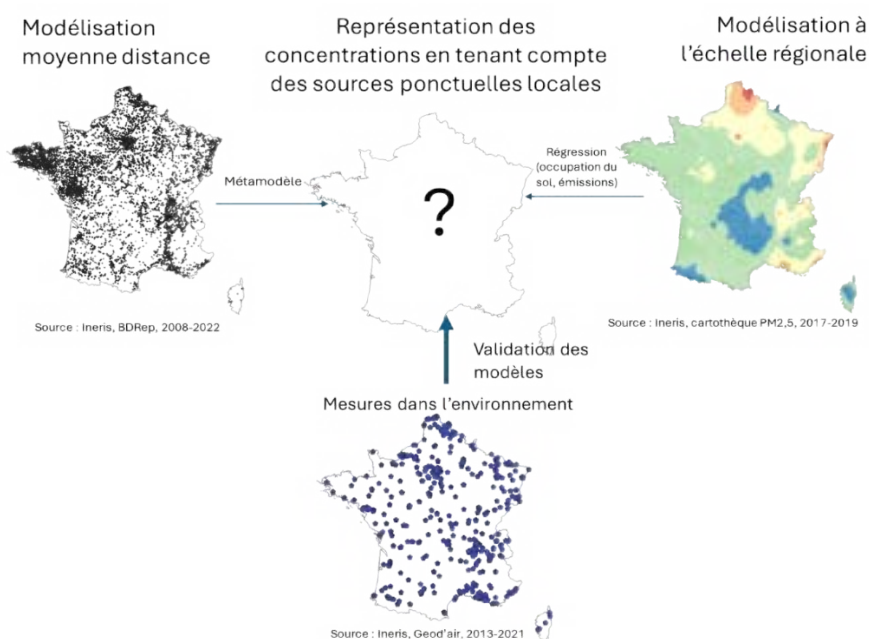 Modélisation
moyenne distance
Représentation des
concentrations en tenant compte
des sources ponctuelles locales
Modélisation à
l'échelle régionale
Métamodèle
?
Régression
(occupation du
sol, émissions)
Source : Ineris, BDRep, 2008-2022
Source : Ineris, cartothèque PM2,5, 2017-2019
Validation des
modèles
Mesures dans l'environnement
Source : Ineris, Geod'air, 2013-2021